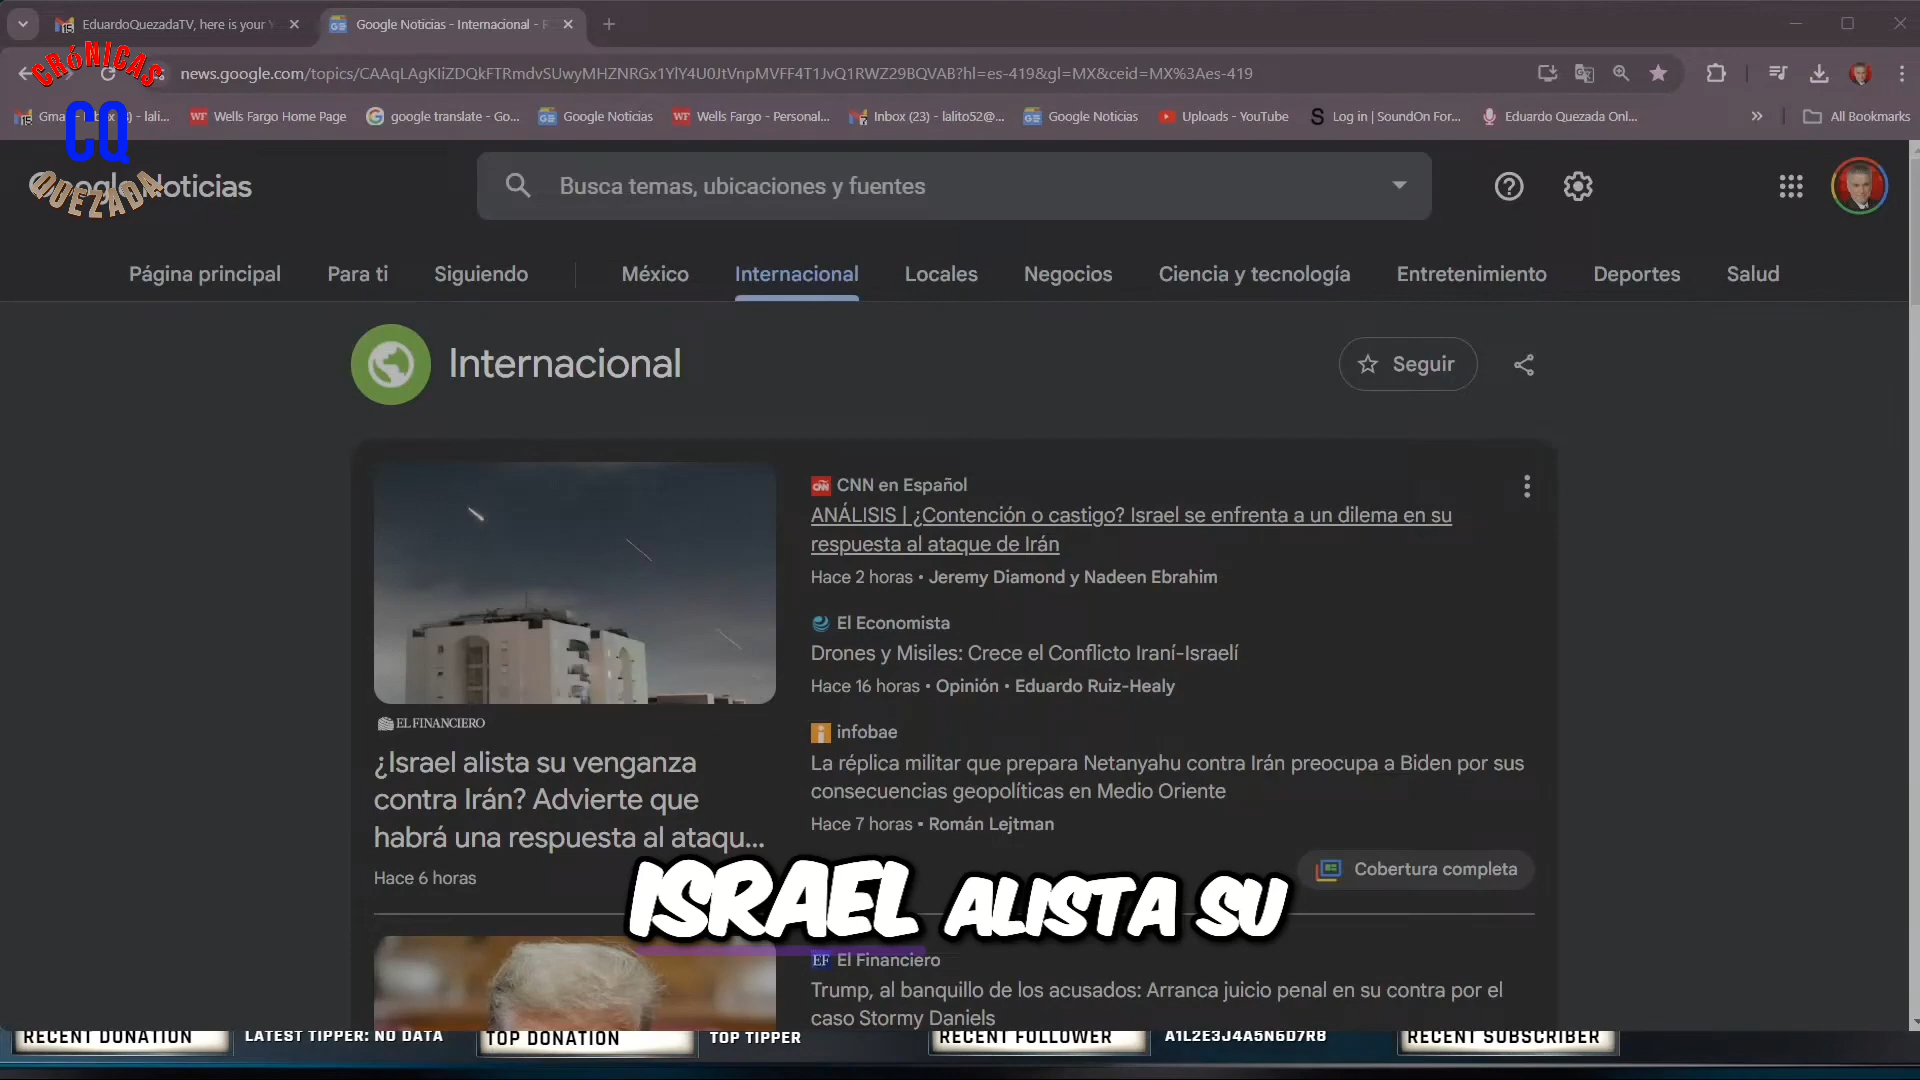 EduardoQuezadaTV, here is your Y
Google Noticias - Internacional - R
news.google.com/topics/CAAqLAgKIiZDQkFTRmdvSUwyMHZNRGx1YlY4U0JtVnpMVFF4T1JvQ1RWZ29BQVAB?hl=es-419&gl=MX&ceid=MX%3Aes-419
Wells Fargo Home Page
google translate - Go...
Google Noticias
Wells Fargo - Personal...
Inbox (23) - lalito52@...
Google Noticias
Uploads - YouTube
Log in | SoundOn For...
Eduardo Quezada Onl...
All Bookmarks
CRÓNICAS
CQ
QUEZADA
Google Noticias
Busca temas, ubicaciones y fuentes
Página principal
Para ti
Siguiendo
México
Internacional
Locales
Negocios
Ciencia y tecnología
Entretenimiento
Deportes
Salud
Internacional
Seguir
EL FINANCIERO
¿Israel alista su venganza
contra Irán? Advierte que
habrá una respuesta al ataqu...
Hace 6 horas
CNN en Español
ANÁLISIS | ¿Contención o castigo? Israel se enfrenta a un dilema en su
respuesta al ataque de Irán
Hace 2 horas • Jeremy Diamond y Nadeen Ebrahim
El Economista
Drones y Misiles: Crece el Conflicto Iraní-Israelí
Hace 16 horas • Opinión • Eduardo Ruiz-Healy
infobae
La réplica militar que prepara Netanyahu contra Irán preocupa a Biden por sus
consecuencias geopolíticas en Medio Oriente
Hace 7 horas • Román Lejtman
Cobertura completa
ISRAEL ALISTA SU
El Financiero
Trump, al banquillo de los acusados: Arranca juicio penal en su contra por el
caso Stormy Daniels
RECENT DONATION
LATEST TIPPER: NO DATA
TOP DONATION
TOP TIPPER
RECENT FOLLOWER
A1L2E3J4A5N6D7R8
RECENT SUBSCRIBER